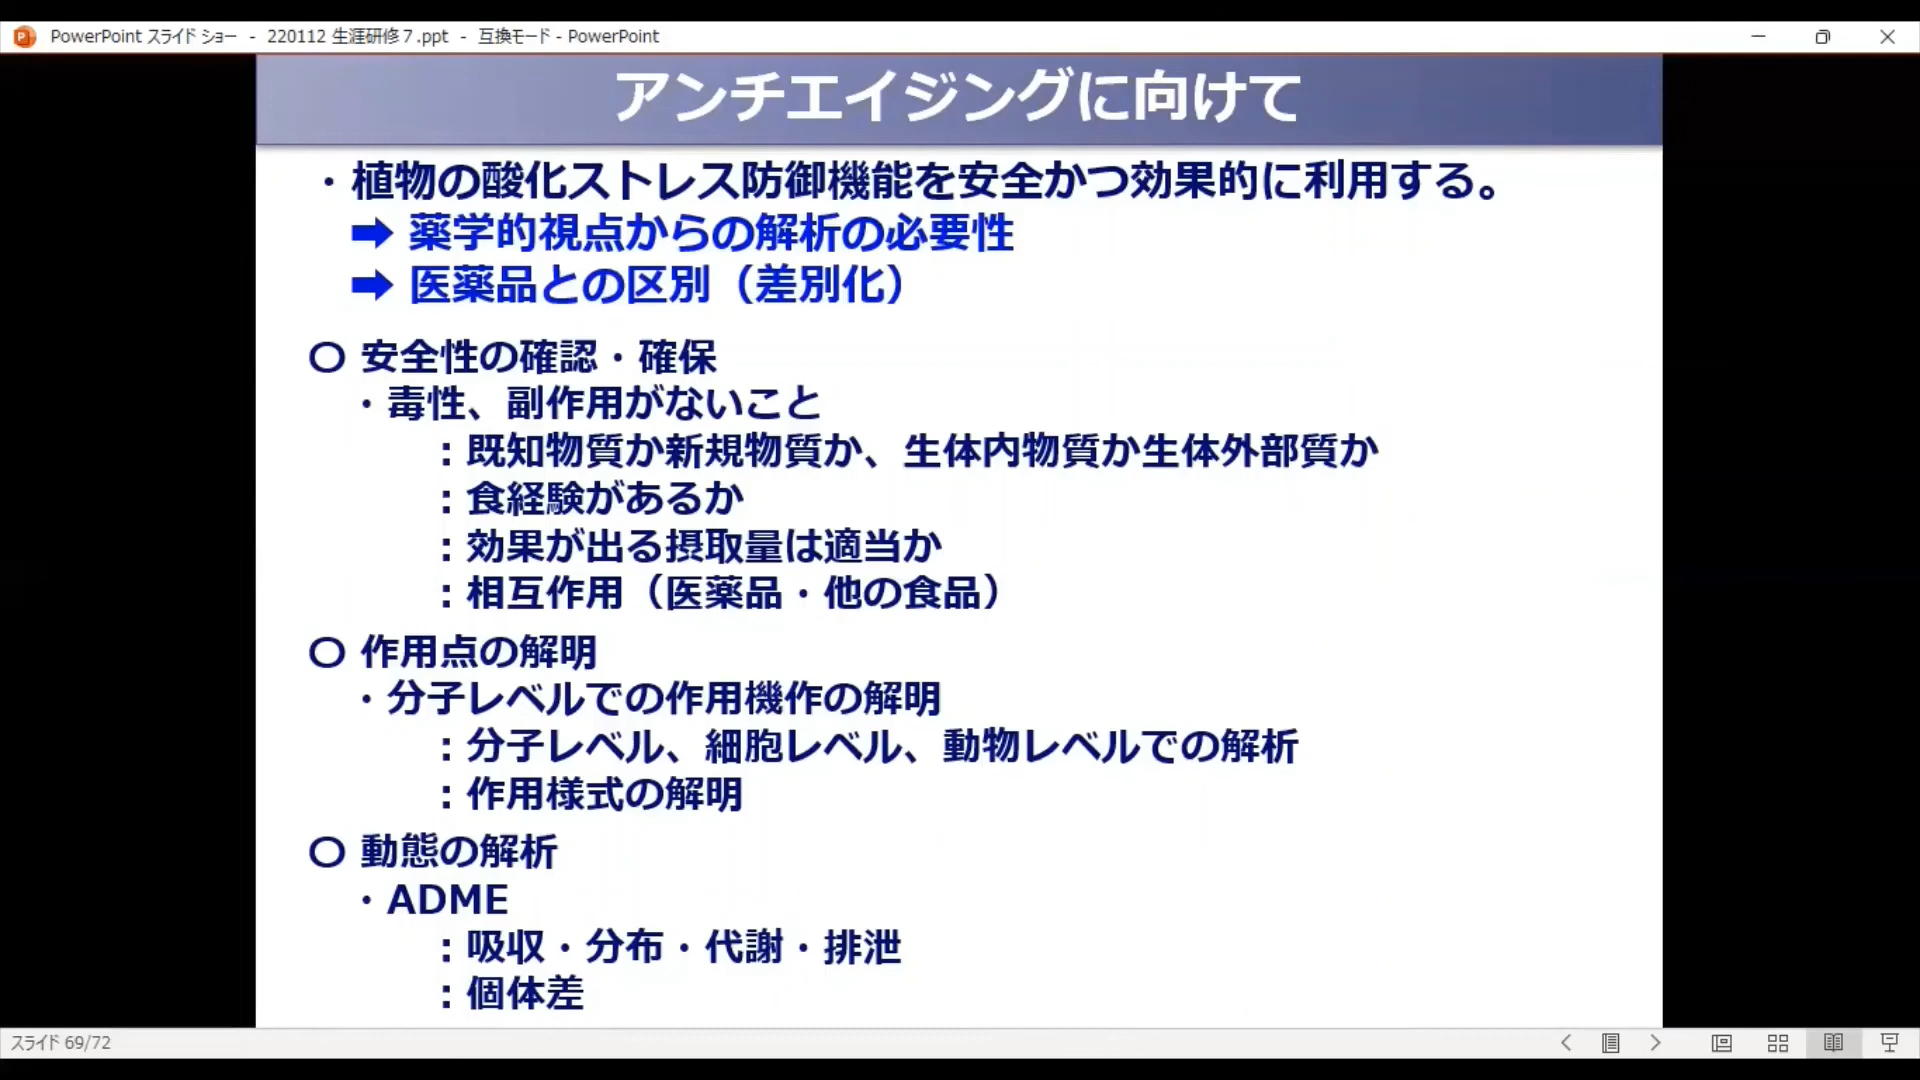 PowerPoint スライド ショー - 220112 生涯研修７.ppt - 互換モード - PowerPoint
アンチエイジングに向けて
・植物の酸化ストレス防御機能を安全かつ効果的に利用する。
➡ 薬学的視点からの解析の必要性
➡ 医薬品との区別（差別化）
〇 安全性の確認・確保
・毒性、副作用がないこと
：既知物質か新規物質か、生体内物質か生体外部質か
：食経験があるか
：効果が出る摂取量は適当か
：相互作用（医薬品・他の食品）
〇 作用点の解明
・分子レベルでの作用機作の解明
：分子レベル、細胞レベル、動物レベルでの解析
：作用様式の解明
〇 動態の解析
・ADME
：吸収・分布・代謝・排泄
：個体差
スライド 69/72